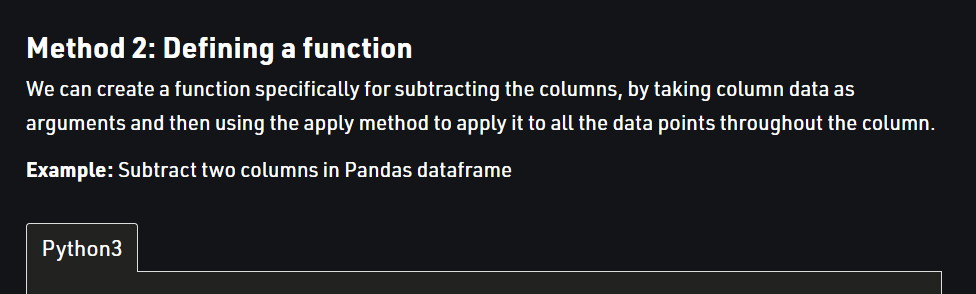 Method 2: Defining a function
We can create a function specifically for subtracting the columns, by taking column data as
arguments and then using the apply method to apply it to all the data points throughout the column.
Example: Subtract two columns in Pandas dataframe
Python3